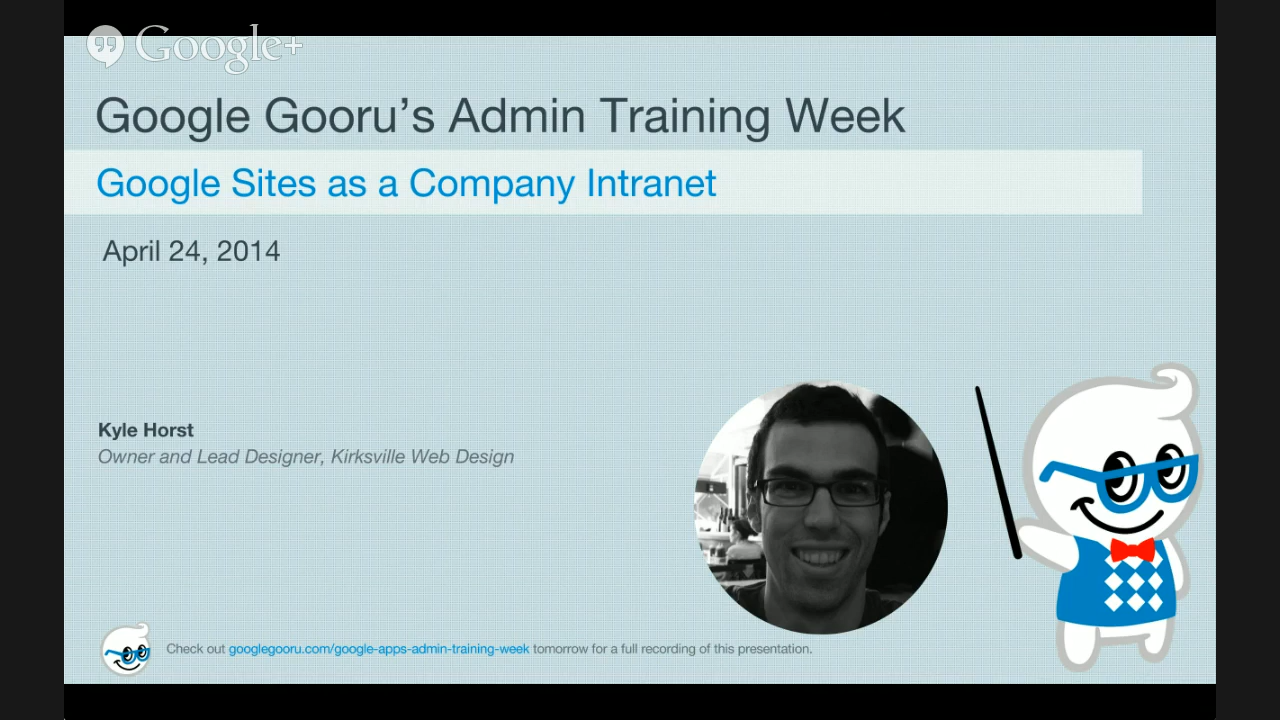 Google+
Google Gooru’s Admin Training Week
Google Sites as a Company Intranet
April 24, 2014
Kyle Horst
Owner and Lead Designer, Kirksville Web Design
Check out googlegooru.com/google-apps-admin-training-week tomorrow for a full recording of this presentation.